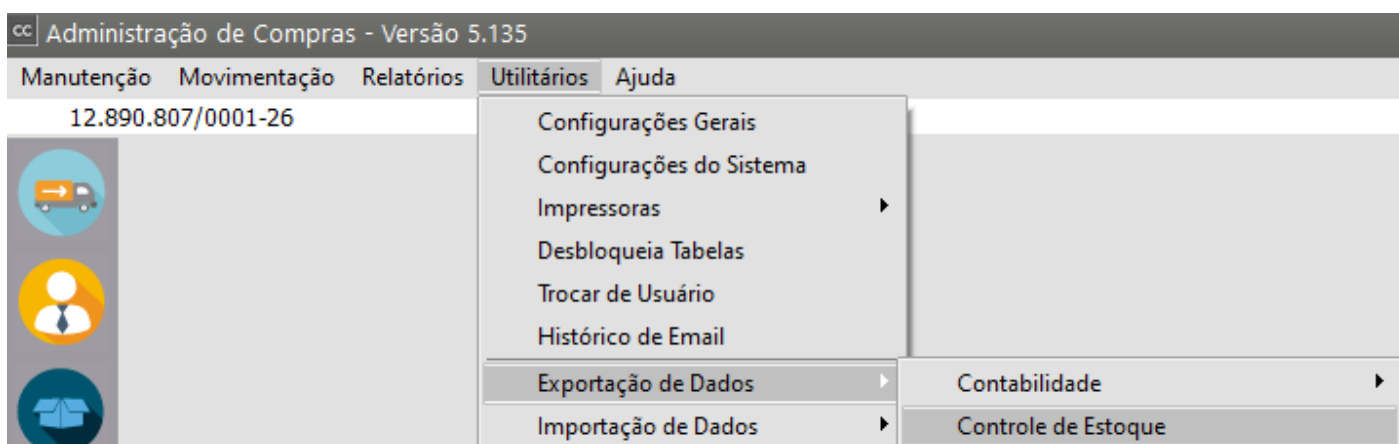 cc Administração de Compras - Versão 5.135
Manutenção Movimentação Relatórios Utilitários Ajuda
12.890.807/0001-26
Configurações Gerais
Configurações do Sistema
Impressoras
Desbloqueia Tabelas
Trocar de Usuário
Histórico de Email
Exportação de Dados Contabilidade
Importação de Dados Controle de Estoque